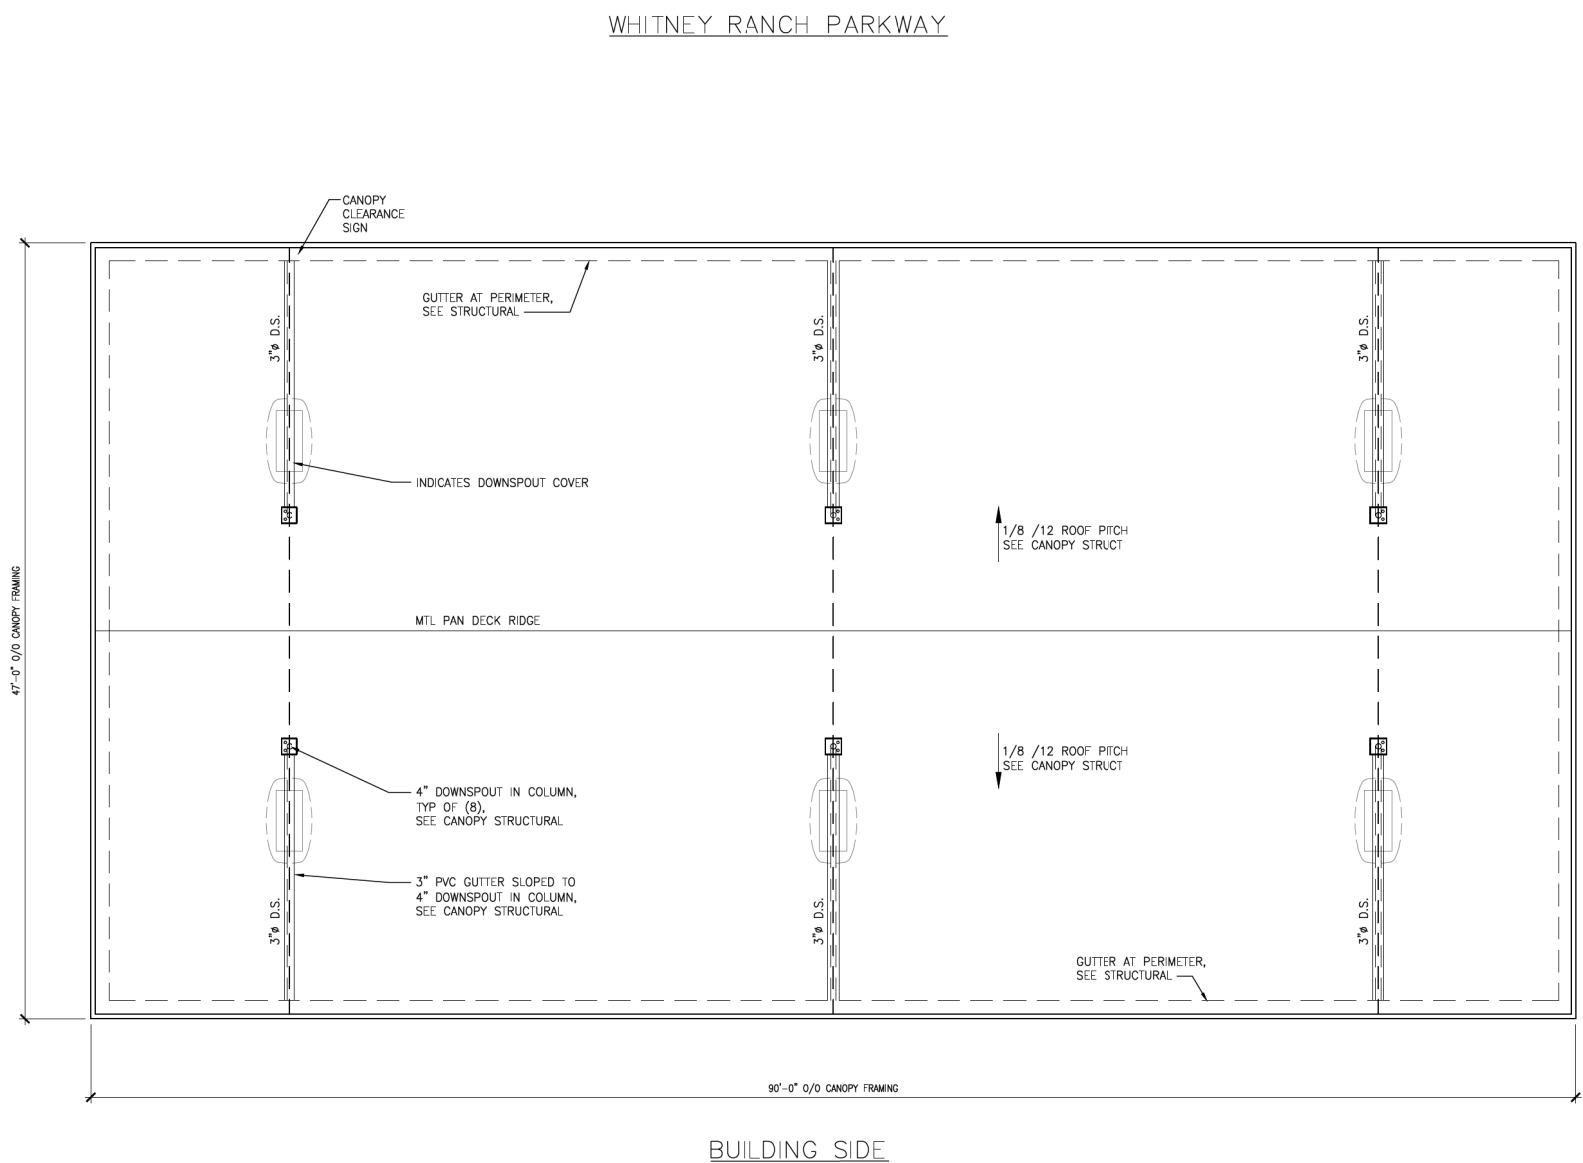 WHITNEY RANCH PARKWAY
CANOPY
CLEARANCE
SIGN
GUTTER AT PERIMETER,
SEE STRUCTURAL
3"ø D.S.
3"ø D.S.
3"ø D.S.
INDICATES DOWNSPOUT COVER
1/8 /12 ROOF PITCH
SEE CANOPY STRUCT
47'-0" O/O CANOPY FRAMING
MTL PAN DECK RIDGE
1/8 /12 ROOF PITCH
SEE CANOPY STRUCT
4" DOWNSPOUT IN COLUMN,
TYP OF (8),
SEE CANOPY STRUCTURAL
3" PVC GUTTER SLOPED TO
4" DOWNSPOUT IN COLUMN,
SEE CANOPY STRUCTURAL
3"ø D.S.
3"ø D.S.
3"ø D.S.
GUTTER AT PERIMETER,
SEE STRUCTURAL
90'-0" O/O CANOPY FRAMING
BUILDING SIDE